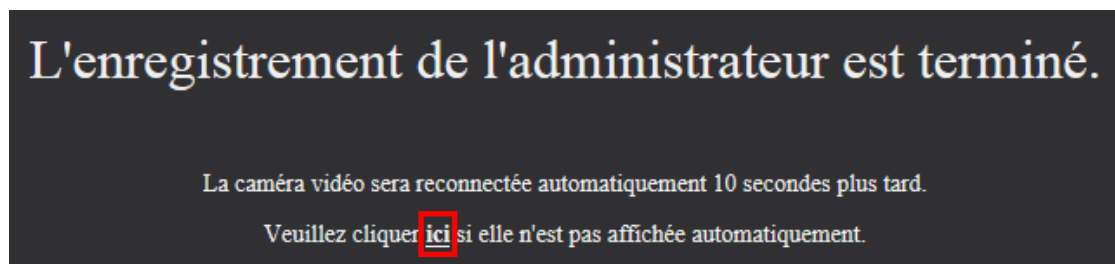 L'enregistrement de l'administrateur est terminé.
La caméra vidéo sera reconnectée automatiquement 10 secondes plus tard.
Veuillez cliquer ici si elle n'est pas affichée automatiquement.